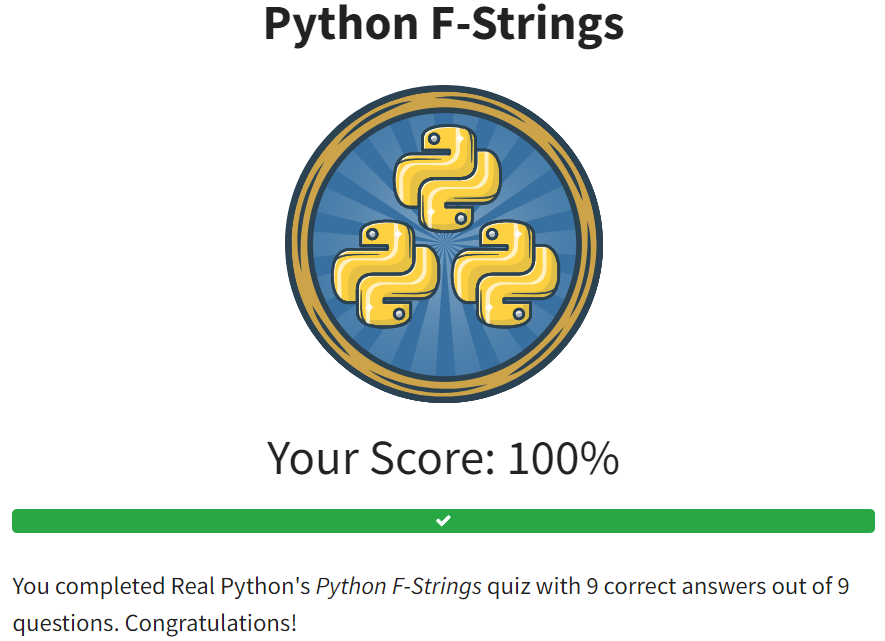 Python F-Strings
Your Score: 100%
You completed Real Python's Python F-Strings quiz with 9 correct answers out of 9
questions. Congratulations!